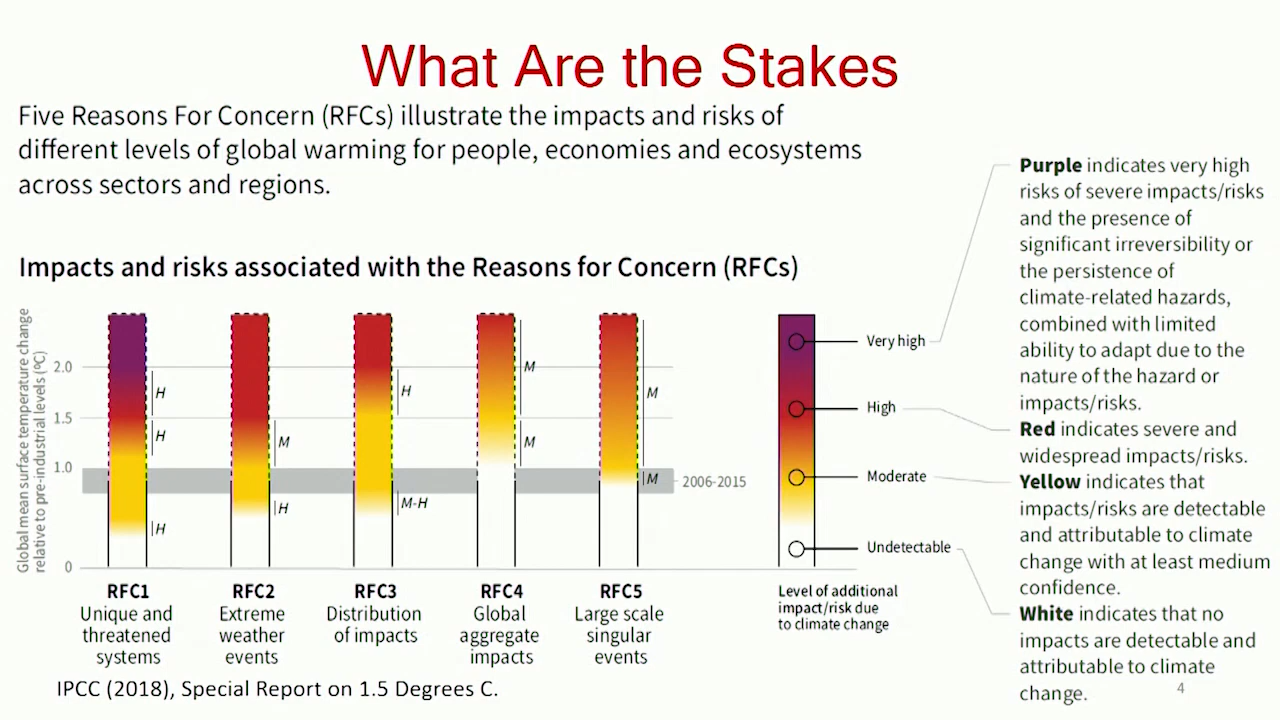 What Are the Stakes
Five Reasons For Concern (RFCs) illustrate the impacts and risks of
different levels of global warming for people, economies and ecosystems
across sectors and regions.
Impacts and risks associated with the Reasons for Concern (RFCs)
Global mean surface temperature change
relative to pre-industrial levels (ºC)
2.0
1.5
1.0
0
H
H
H
M
H
H
M-H
M
M
M
M
2006-2015
RFC1
Unique and
threatened
systems
RFC2
Extreme
weather
events
RFC3
Distribution
of impacts
RFC4
Global
aggregate
impacts
RFC5
Large scale
singular
events
Very high
High
Moderate
Undetectable
Level of additional
impact/risk due
to climate change
Purple indicates very high
risks of severe impacts/risks
and the presence of
significant irreversibility or
the persistence of
climate-related hazards,
combined with limited
ability to adapt due to the
nature of the hazard or
impacts/risks.
Red indicates severe and
widespread impacts/risks.
Yellow indicates that
impacts/risks are detectable
and attributable to climate
change with at least medium
confidence.
White indicates that no
impacts are detectable and
attributable to climate
change.
IPCC (2018), Special Report on 1.5 Degrees C.
4